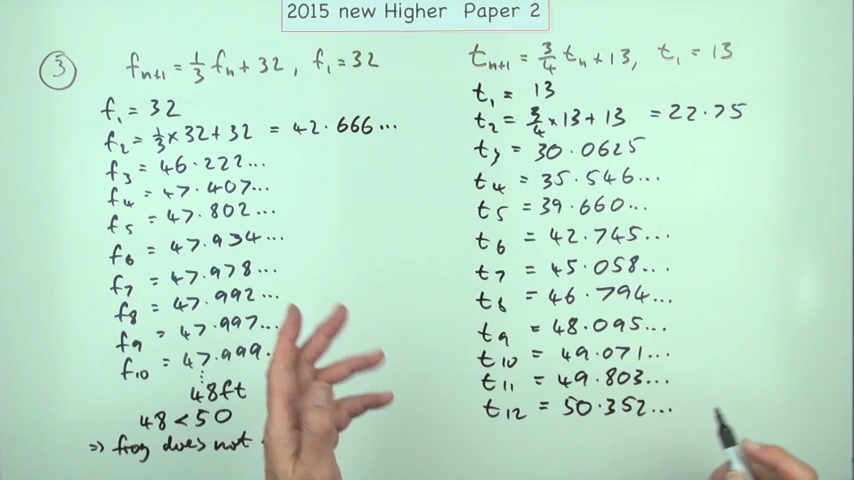 2015 new Higher Paper 2
3
fn+1 = 1/3 fn + 32, f1 = 32
f1 = 32
f2 = 1/3 × 32 + 32 = 42.666...
f3 = 46.222...
f4 = 47.407...
f5 = 47.802...
f6 = 47.934...
f7 = 47.978...
f8 = 47.992...
f9 = 47.997...
f10 = 47.999.
48ft
48 < 50
⇒ frog does not
tn+1 = 3/4 tn + 13, t1 = 13
t1 = 13
t2 = 3/4 × 13 + 13 = 22.75
t3 = 30.0625
t4 = 35.546...
t5 = 39.660...
t6 = 42.745...
t7 = 45.058...
t8 = 46.794...
t9 = 48.095...
t10 = 49.071...
t11 = 49.803...
t12 = 50.352...